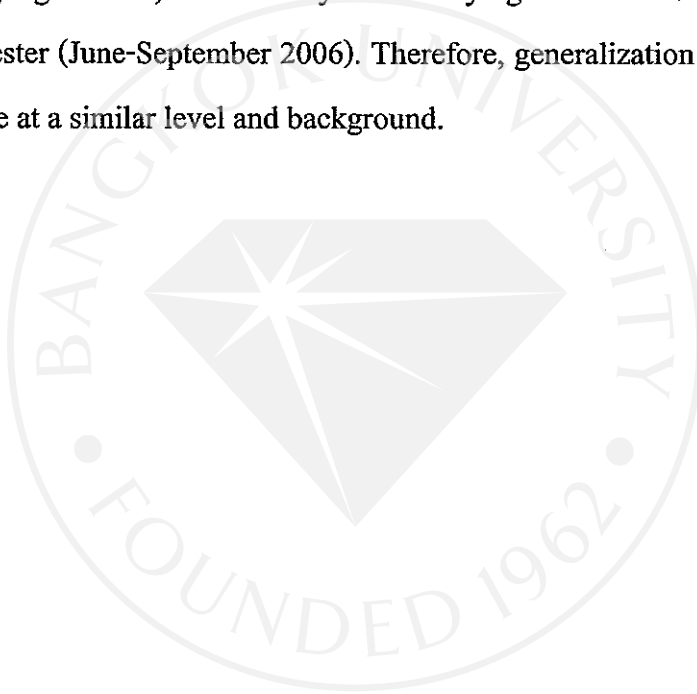 ester (June-September 2006). Therefore, generalization
e at a similar level and background.
BANGKOK UNIVERSITY
FOUNDED 1962